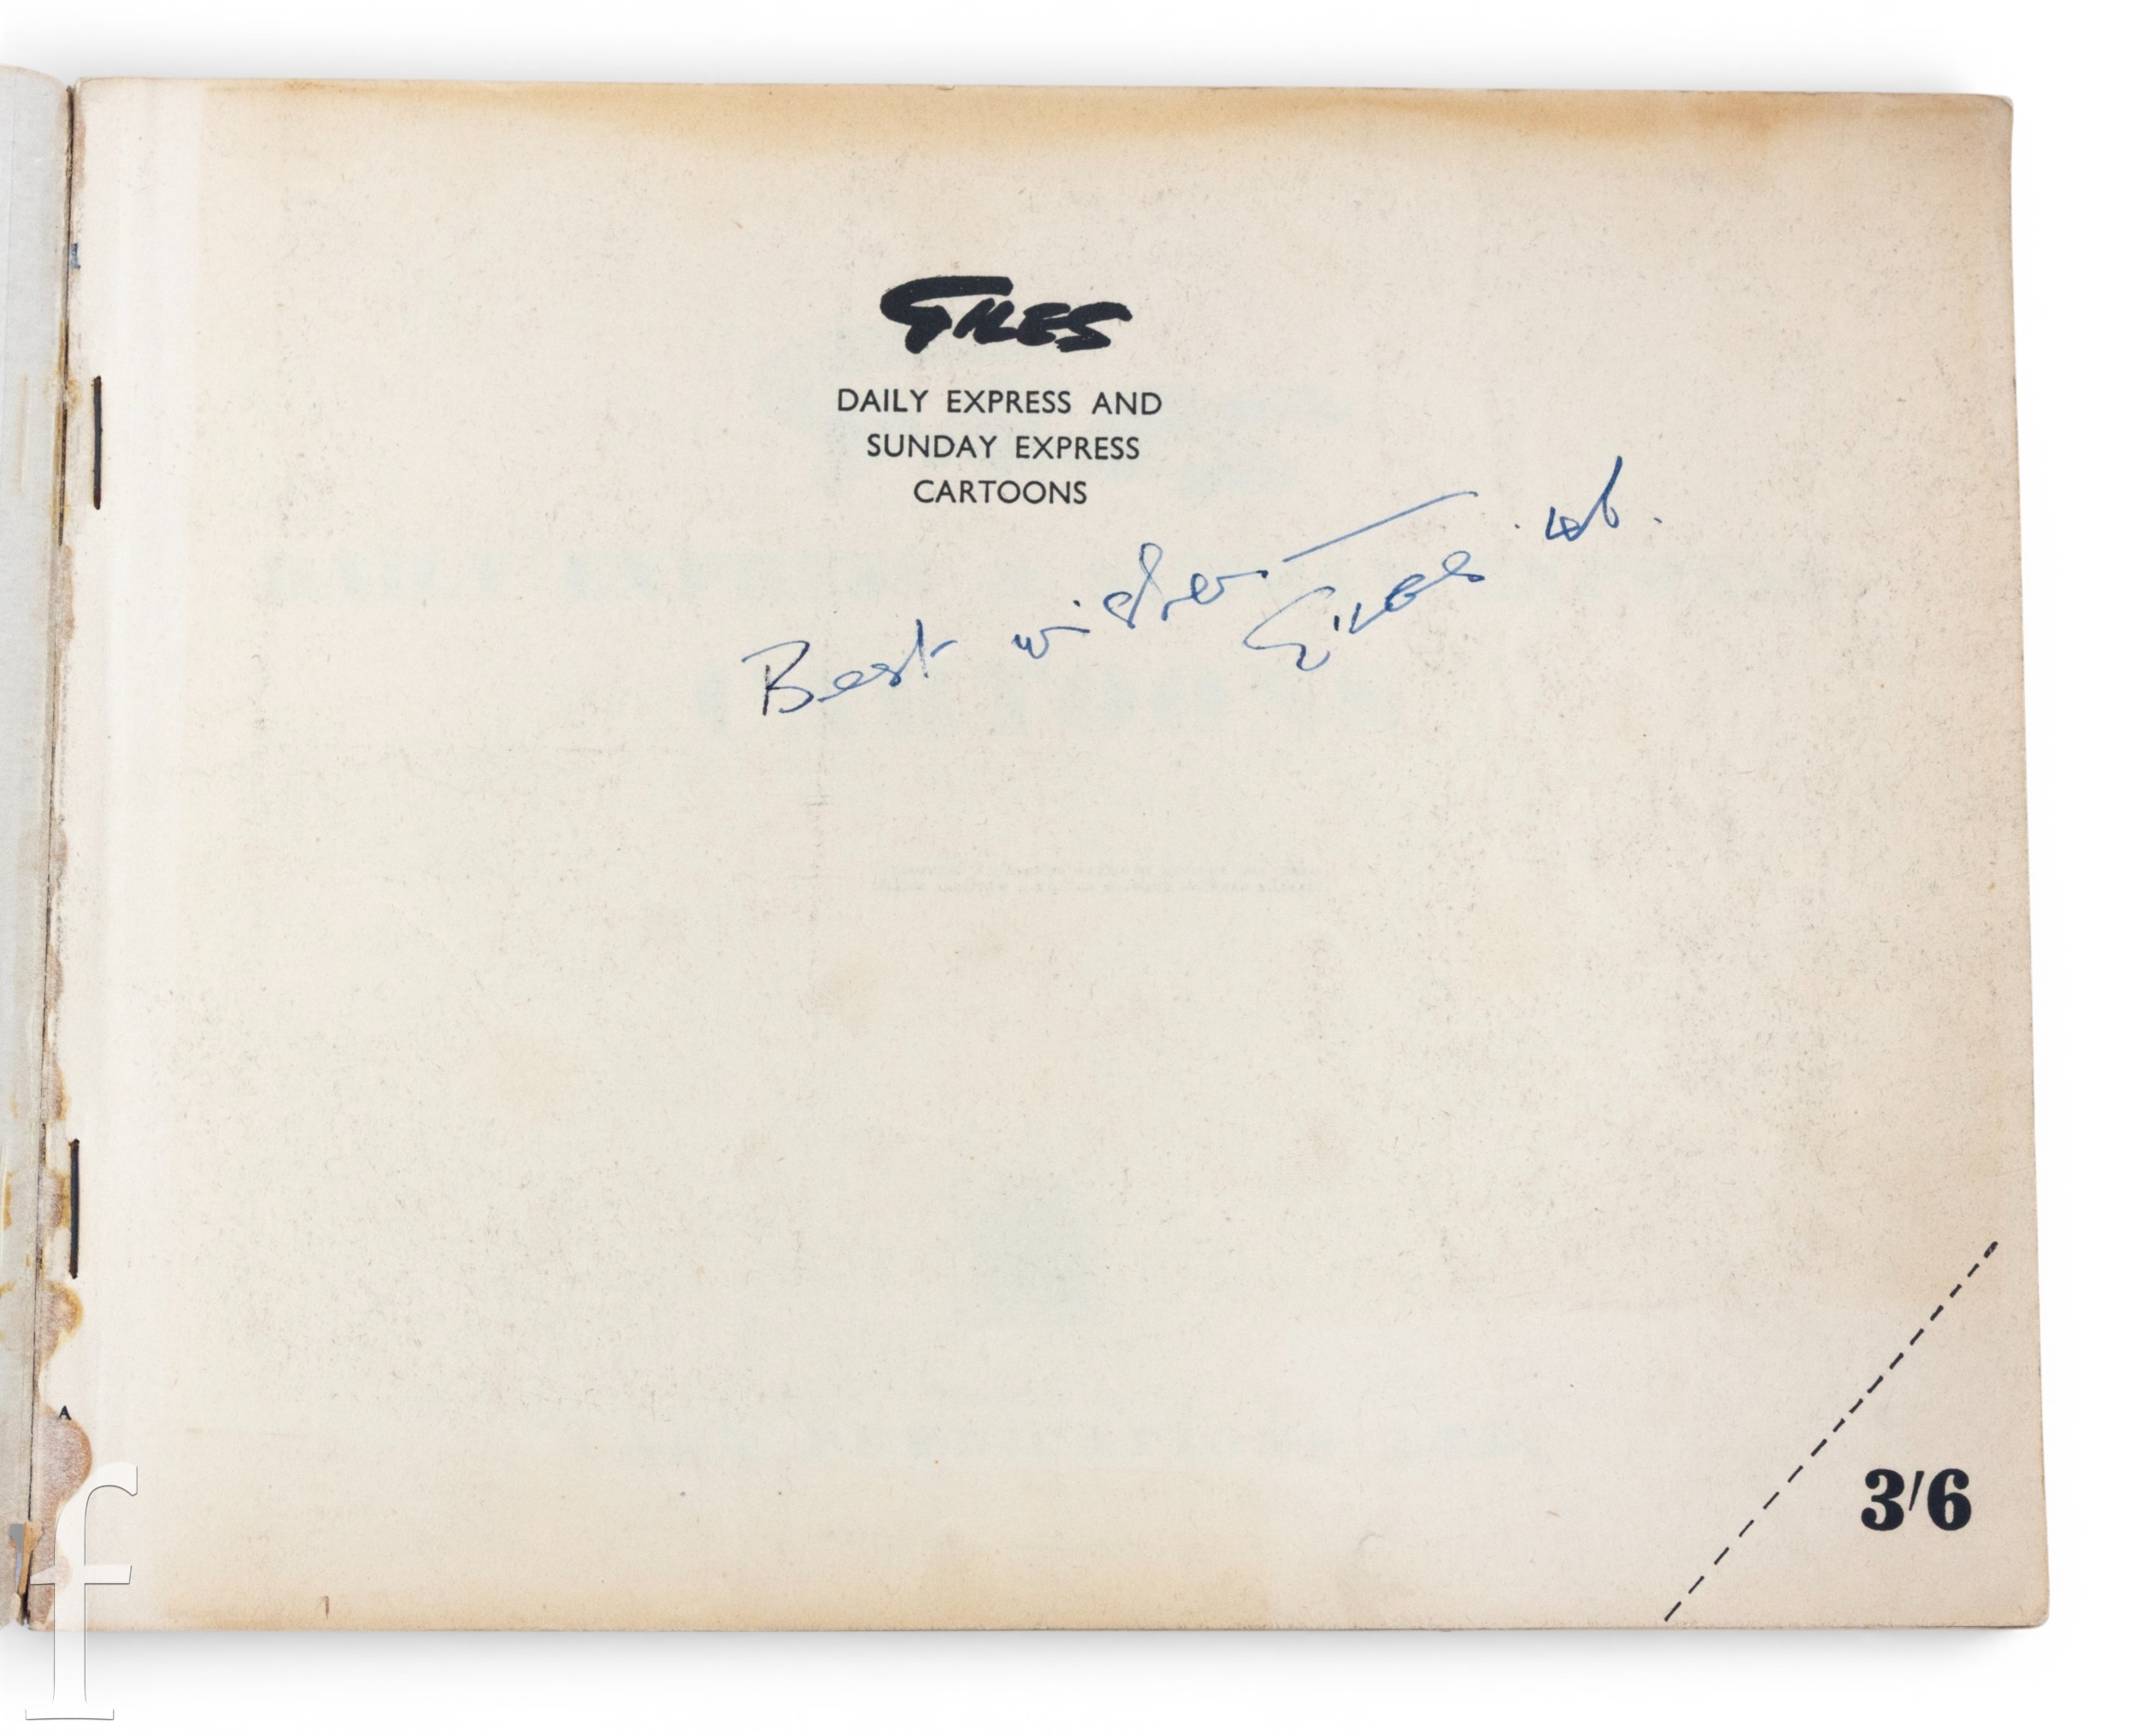 GILES
DAILY EXPRESS AND
SUNDAY EXPRESS
CARTOONS
Best wishes
Giles
A
3/6
f